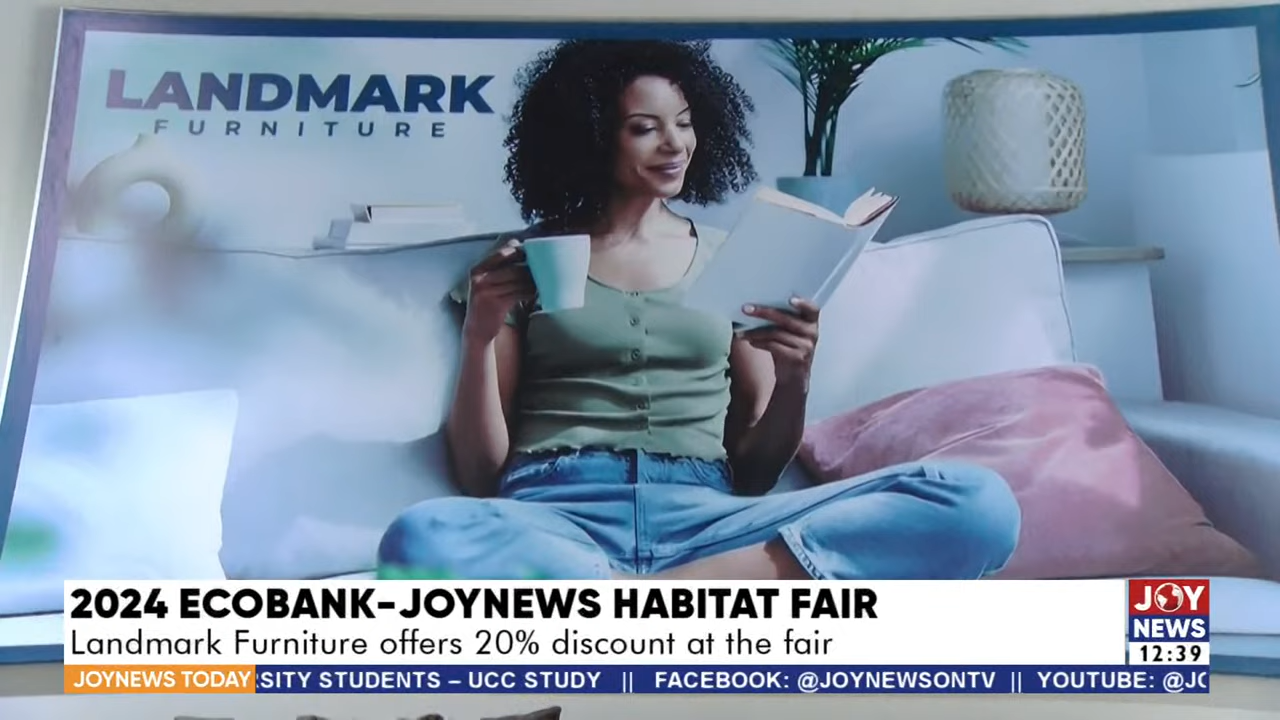 LANDMARK
FURNITURE
2024 ECOBANK-JOYNEWS HABITAT FAIR
Landmark Furniture offers 20% discount at the fair
JOY
NEWS
12:39
JOYNEWS TODAY
SITY STUDENTS – UCC STUDY || FACEBOOK: @JOYNEWSONTV || YOUTUBE: @JO